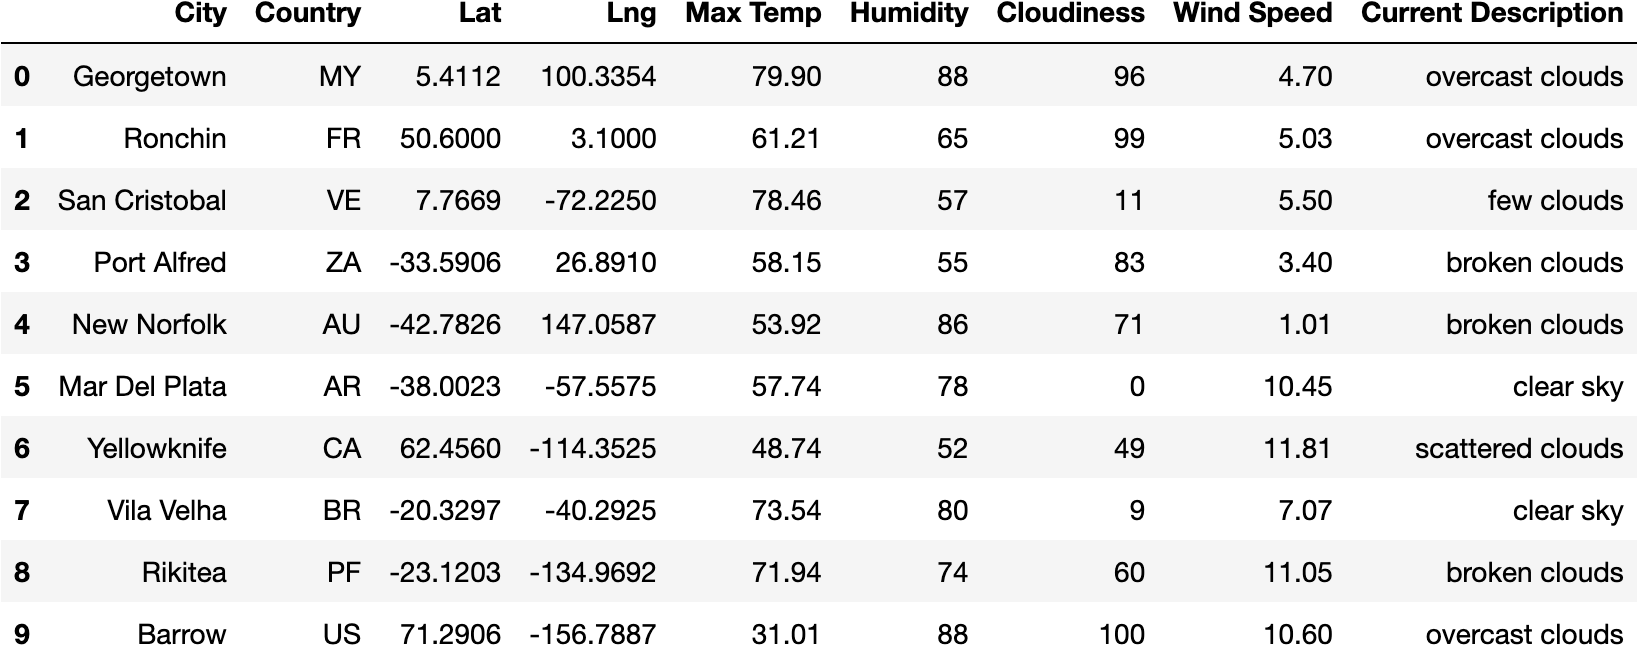 City Country Lat Lng Max Temp Humidity Cloudiness Wind Speed Current Description
0 Georgetown MY 5.4112 100.3354 79.90 88 96 4.70 overcast clouds
1 Ronchin FR 50.6000 3.1000 61.21 65 99 5.03 overcast clouds
2 San Cristobal VE 7.7669 -72.2250 78.46 57 11 5.50 few clouds
3 Port Alfred ZA -33.5906 26.8910 58.15 55 83 3.40 broken clouds
4 New Norfolk AU -42.7826 147.0587 53.92 86 71 1.01 broken clouds
5 Mar Del Plata AR -38.0023 -57.5575 57.74 78 0 10.45 clear sky
6 Yellowknife CA 62.4560 -114.3525 48.74 52 49 11.81 scattered clouds
7 Vila Velha BR -20.3297 -40.2925 73.54 80 9 7.07 clear sky
8 Rikitea PF -23.1203 -134.9692 71.94 74 60 11.05 broken clouds
9 Barrow US 71.2906 -156.7887 31.01 88 100 10.60 overcast clouds